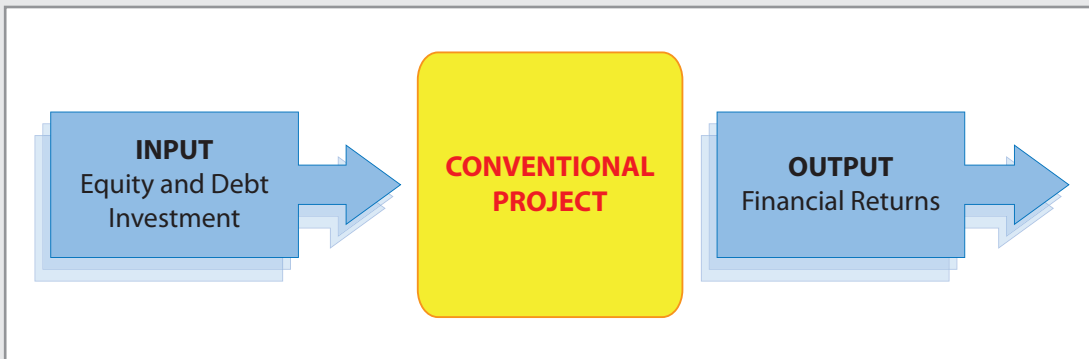 INPUT
Equity and Debt
Investment
CONVENTIONAL
PROJECT
OUTPUT
Financial Returns